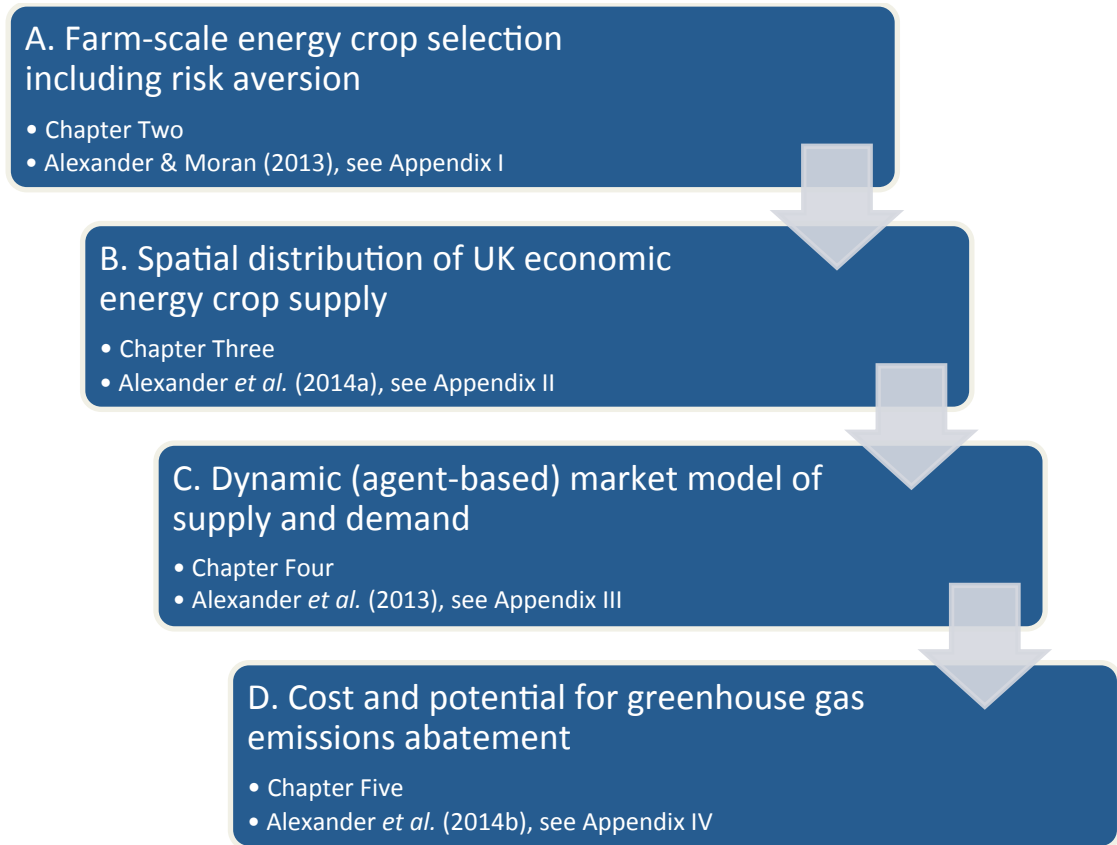 A. Farm-scale energy crop selection
including risk aversion
• Chapter Two
• Alexander & Moran (2013), see Appendix I
B. Spatial distribution of UK economic
energy crop supply
• Chapter Three
• Alexander et al. (2014a), see Appendix II
C. Dynamic (agent-based) market model of
supply and demand
• Chapter Four
• Alexander et al. (2013), see Appendix III
D. Cost and potential for greenhouse gas
emissions abatement
• Chapter Five
• Alexander et al. (2014b), see Appendix IV